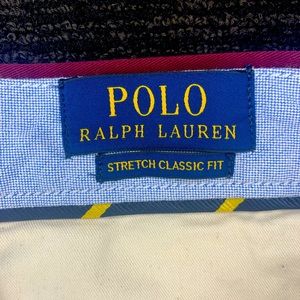 POLO
RALPH LAUREN
STRETCH CLASSIC FIT